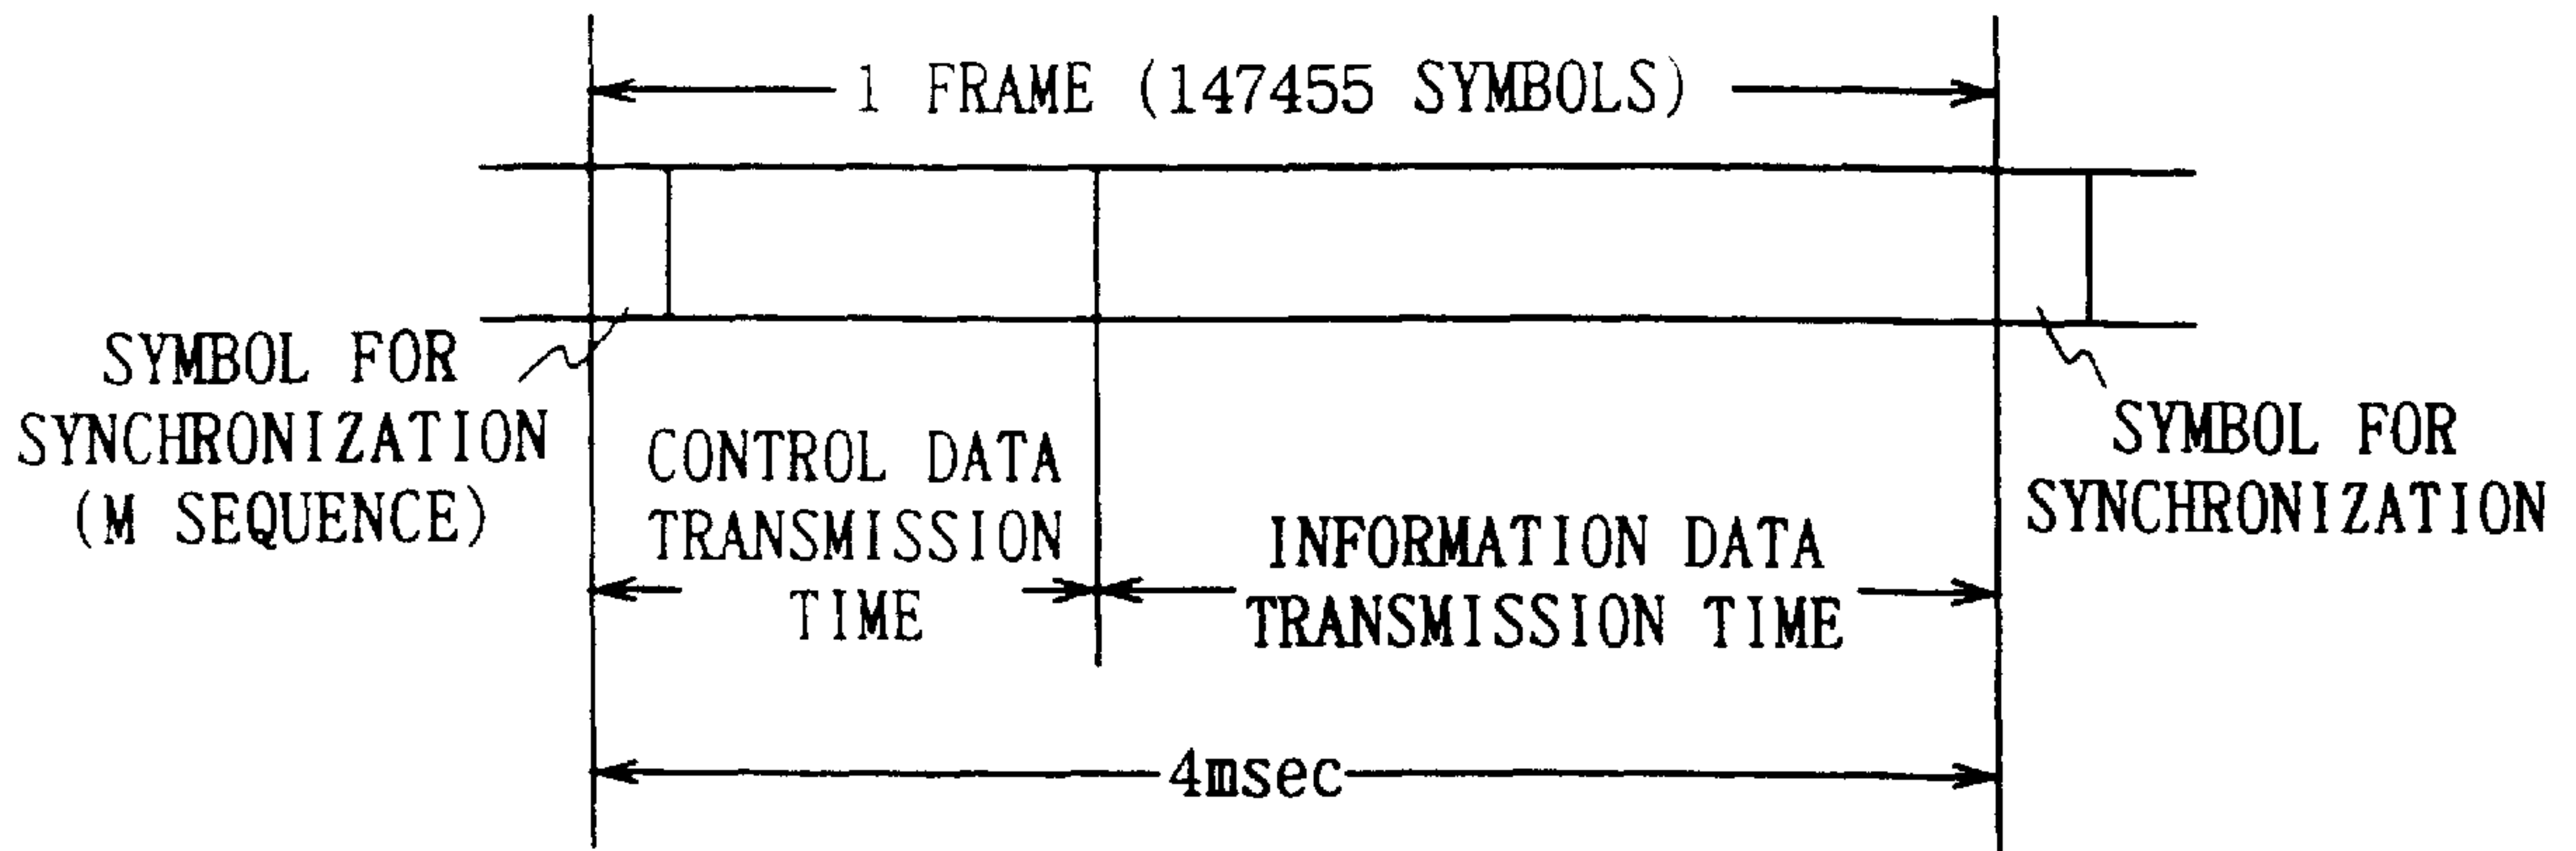 1 FRAME (147455 SYMBOLS)
SYMBOL FOR
SYNCHRONIZATION
(M SEQUENCE)
CONTROL DATA
TRANSMISSION
TIME
INFORMATION DATA
TRANSMISSION TIME
SYMBOL FOR
SYNCHRONIZATION
4msec